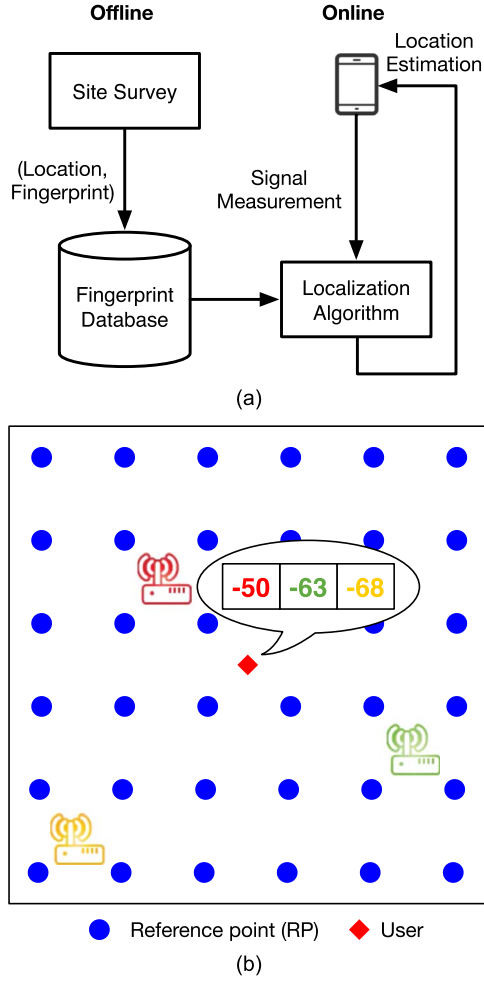 Offline
Online
Site Survey
Location
Estimation
(Location,
Fingerprint)
Signal
Measurement
Fingerprint
Database
Localization
Algorithm
(a)
-50 -63 -68
Reference point (RP)
User
(b)